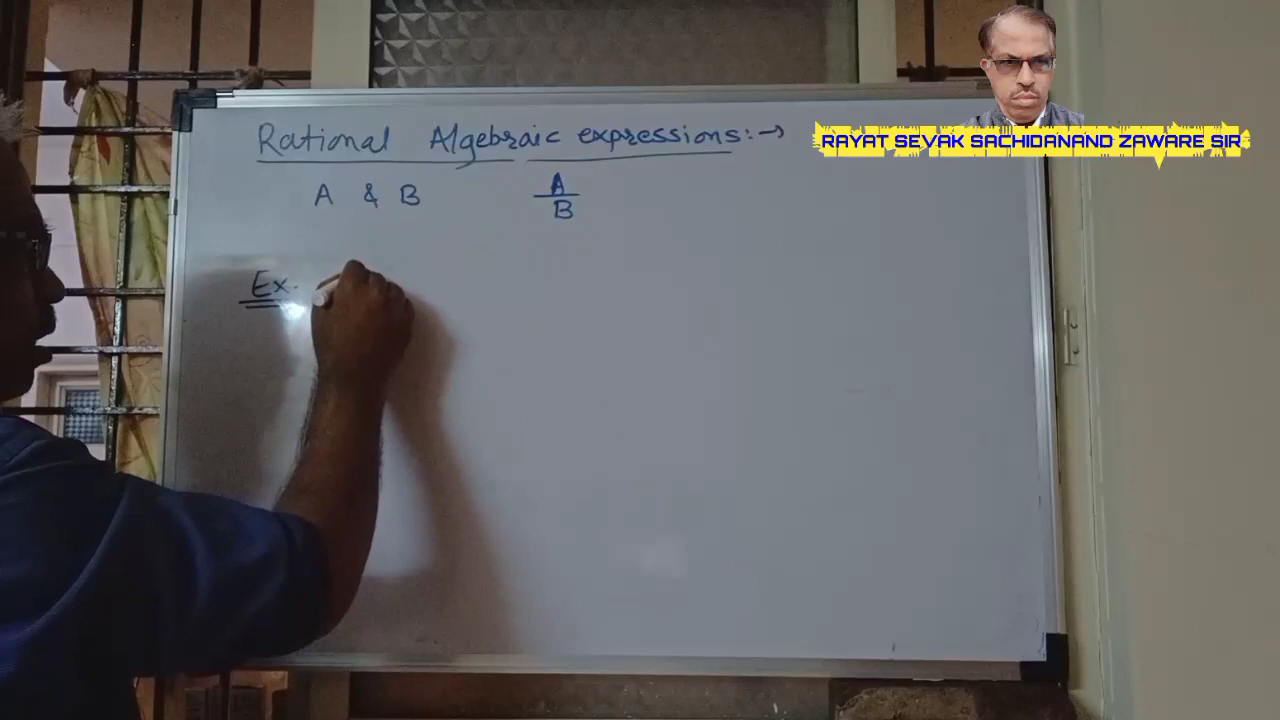 Rational Algebraic expressions:→
RAYAT SEVAK SACHIDANAND ZAWARE SIR
A & B A/B
Ex.